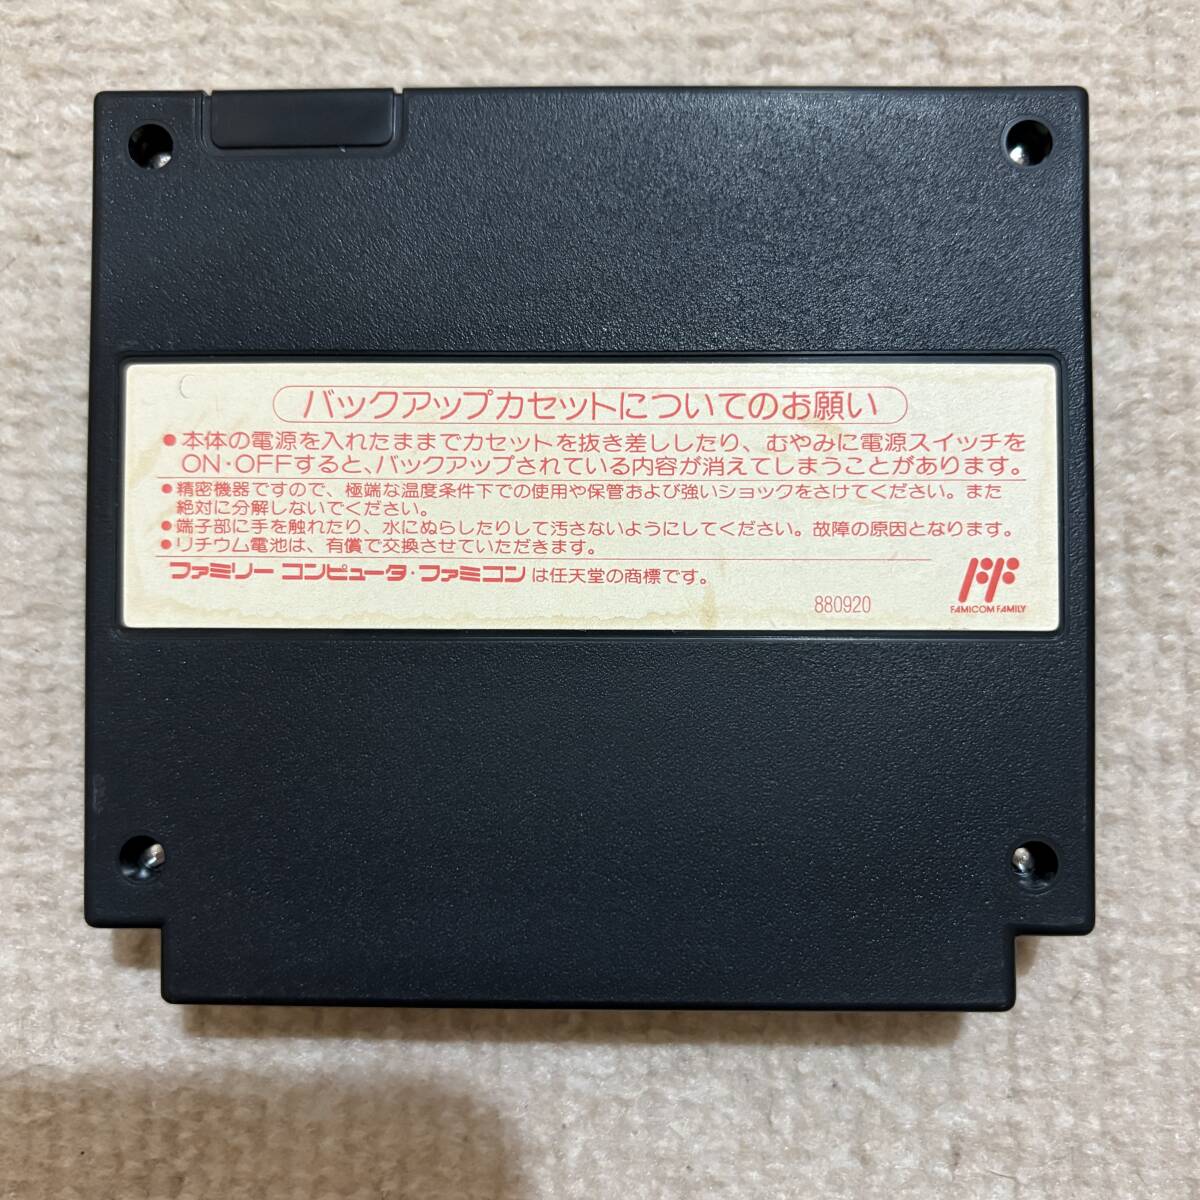 バックアップカセットについてのお願い
●本体の電源を入れたままでカセットを抜き差ししたり、むやみに電源スイッチを
ON・OFFすると、バックアップされている内容が消えてしまうことがあります。
●精密機器ですので、極端な温度条件下での使用や保管および強いショックをさけてください。また
絶対に分解しないでください。
●端子部に手を触れたり、水にぬらしたりして汚さないようにしてください。故障の原因となります。
●リチウム電池は、有償で交換させていただきます。
ファミリーコンピュータ・ファミコンは任天堂の商標です。
880920
FAMICOM FAMILY